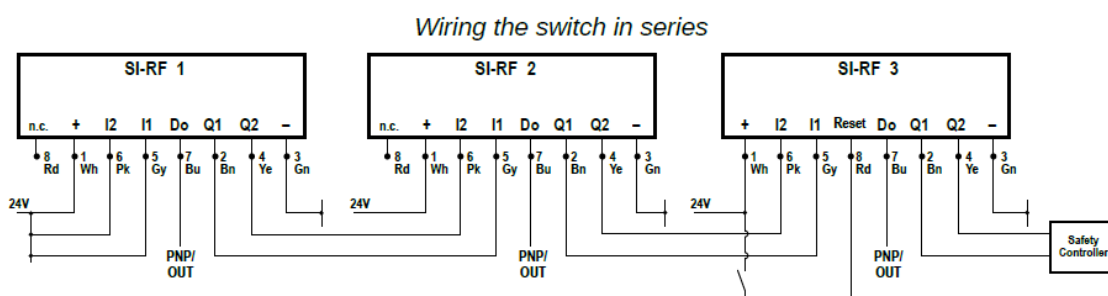 Wiring the switch in series
SI-RF 1 SI-RF 2 SI-RF 3
n.c. + I2 I1 Do Q1 Q2 – n.c. + I2 I1 Do Q1 Q2 – + I2 I1 Reset Do Q1 Q2 –
8 1 6 5 7 2 4 3 8 1 6 5 7 2 4 3 1 6 5 8 7 2 4 3
Rd Wh Pk Gy Bu Bn Ye Gn Rd Wh Pk Gy Bu Bn Ye Gn Wh Pk Gy Rd Bu Bn Ye Gn
24V 24V 24V
PNP/ PNP/ PNP/ Safety
OUT OUT OUT Controller